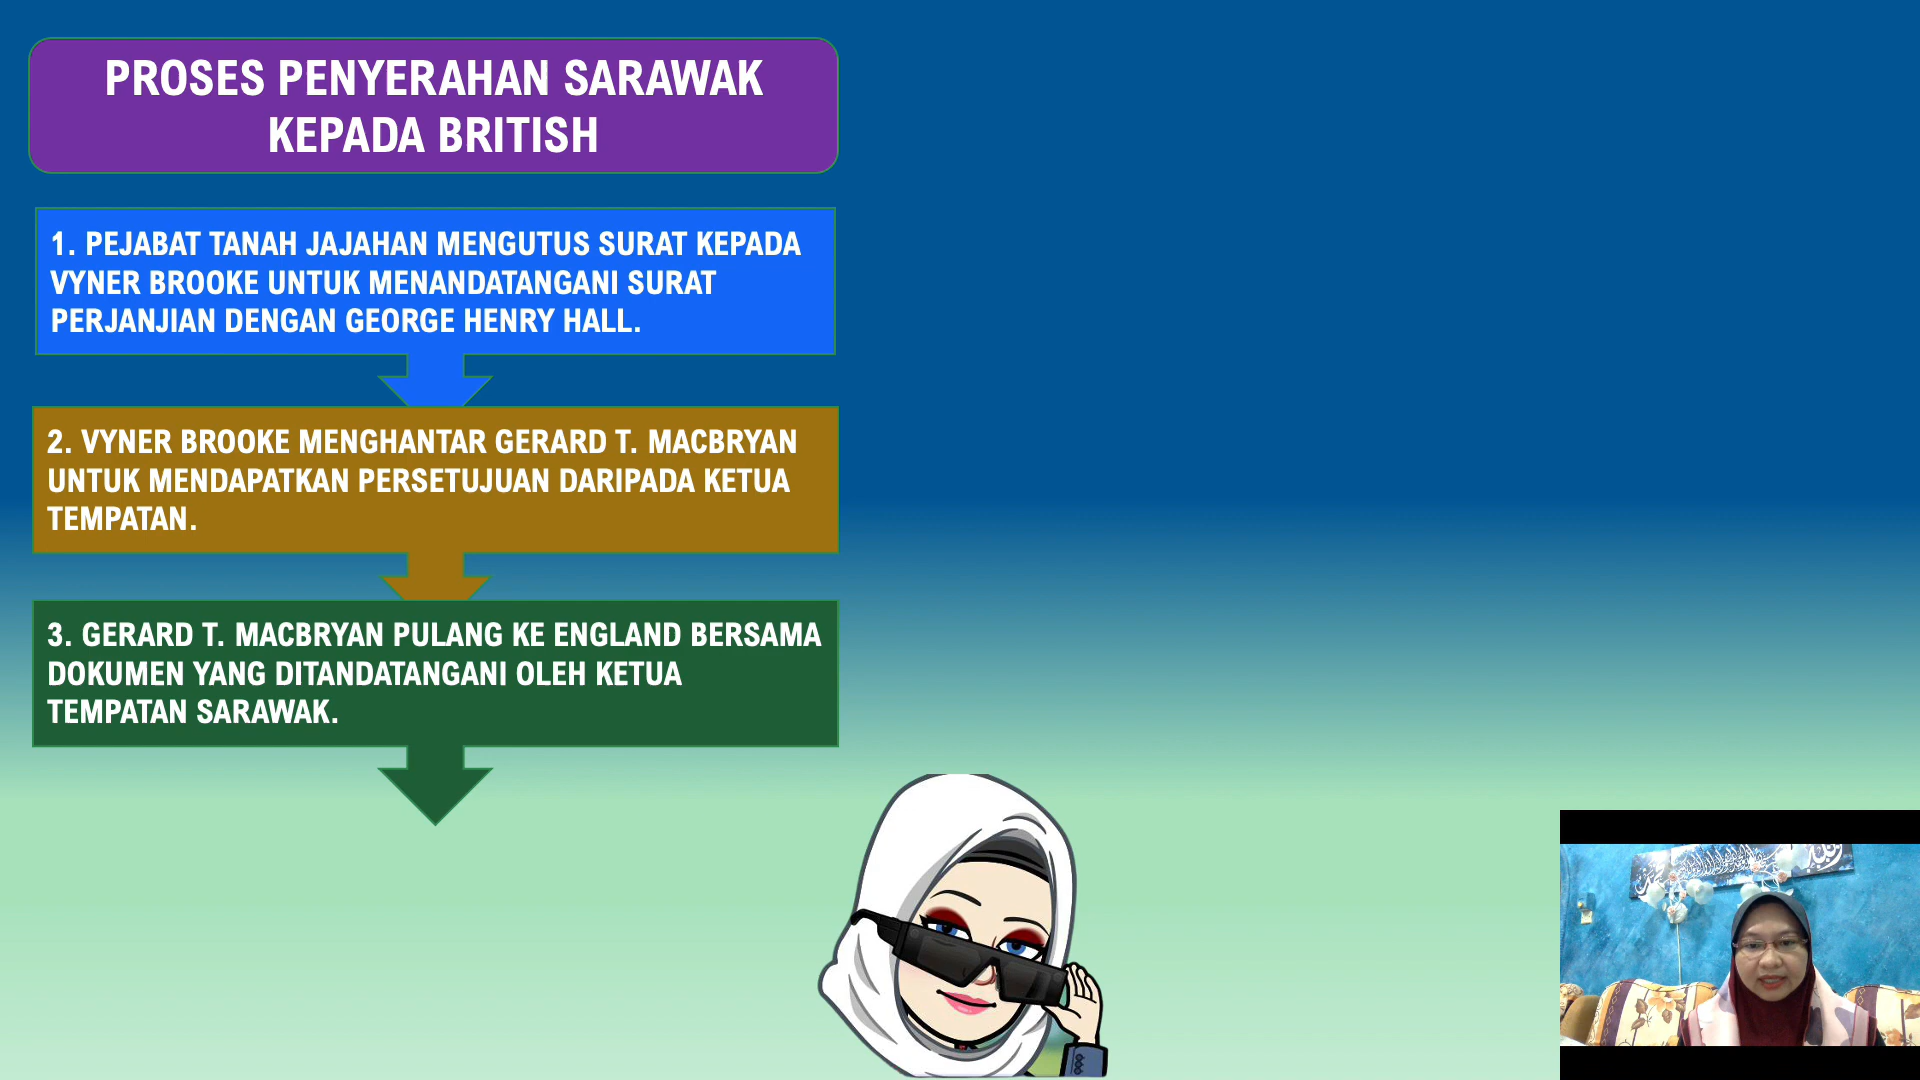 PROSES PENYERAHAN SARAWAK
KEPADA BRITISH
1. PEJABAT TANAH JAJAHAN MENGUTUS SURAT KEPADA
VYNER BROOKE UNTUK MENANDATANGANI SURAT
PERJANJIAN DENGAN GEORGE HENRY HALL.
2. VYNER BROOKE MENGHANTAR GERARD T. MACBRYAN
UNTUK MENDAPATKAN PERSETUJUAN DARIPADA KETUA
TEMPATAN.
3. GERARD T. MACBRYAN PULANG KE ENGLAND BERSAMA
DOKUMEN YANG DITANDATANGANI OLEH KETUA
TEMPATAN SARAWAK.